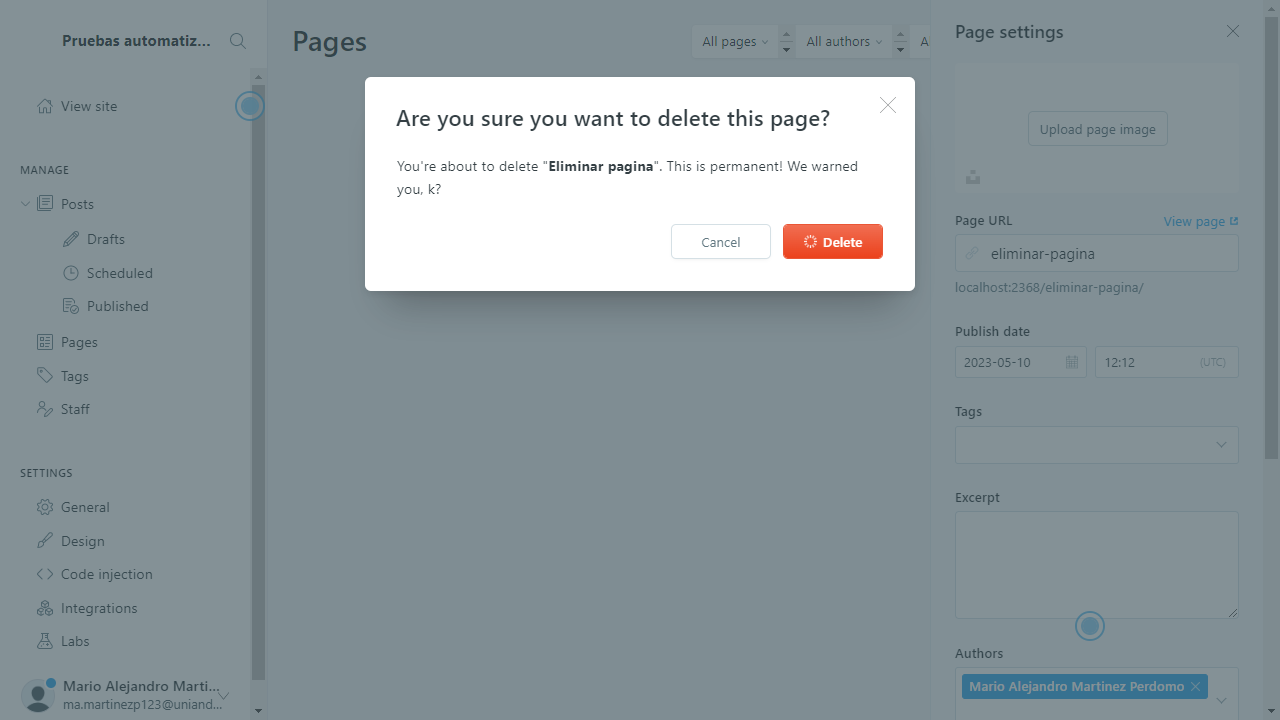 Pruebas automatiz...
View site
MANAGE
Posts
Drafts
Scheduled
Published
Pages
Tags
Staff
SETTINGS
General
Design
Code injection
Integrations
Labs
Mario Alejandro Marti...
ma.martinezp123@uniand...
Pages
All pages
All authors
Are you sure you want to delete this page?
You're about to delete "Eliminar pagina". This is permanent! We warned
you, k?
Cancel
Delete
Page settings
Upload page image
Page URL
View page
eliminar-pagina
localhost:2368/eliminar-pagina/
Publish date
2023-05-10
12:12
(UTC)
Tags
Excerpt
Authors
Mario Alejandro Martinez Perdomo